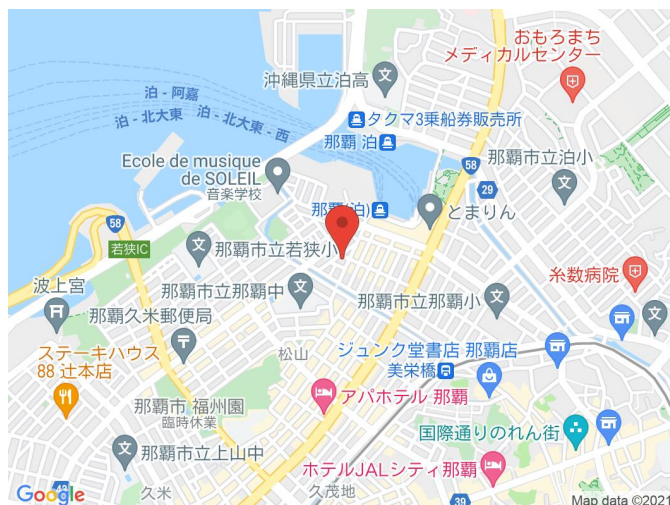 おもろまち
メディカルセンター
沖縄県立泊高
泊 - 阿嘉
泊 - 北大東
泊 - 北大東 - 西
タクマ3乗船券販売所
那覇 泊
58
那覇市立泊小
Ecole de musique
de SOLEIL
音楽学校
29
那覇(泊)
とまりん
58
若狭IC
那覇市立若狭小
波上宮
糸数病院
那覇市立那覇中
那覇市立那覇小
那覇久米郵便局
松山
ジュンク堂書店 那覇店
美栄橋
ステーキハウス
88 辻本店
アパホテル 那覇
那覇市 福州園
臨時休業
国際通りのれん街
那覇市立上山中
ホテルJALシティ那覇
43
久米
久茂地
39
Google
Map data ©2021